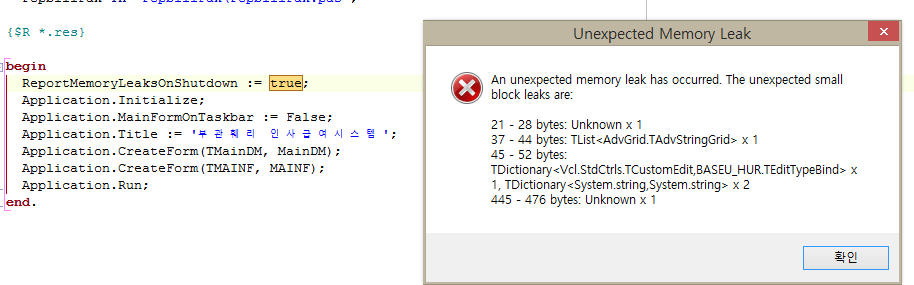 {$R *.res}
begin
ReportMemoryLeaksOnShutdown := true;
Application.Initialize;
Application.MainFormOnTaskbar := False;
Application.Title := '부관훼리 인사급여시스템';
Application.CreateForm(TMainDM, MainDM);
Application.CreateForm(TMAINF, MAINF);
Application.Run;
end.
Unexpected Memory Leak
An unexpected memory leak has occurred. The unexpected small
block leaks are:
21 - 28 bytes: Unknown x 1
37 - 44 bytes: TList<AdvGrid.TAdvStringGrid> x 1
45 - 52 bytes:
TDictionary<Vcl.StdCtrls.TCustomEdit,BASEU_HUR.TEditTypeBind> x
1, TDictionary<System.string,System.string> x 2
445 - 476 bytes: Unknown x 1
확인